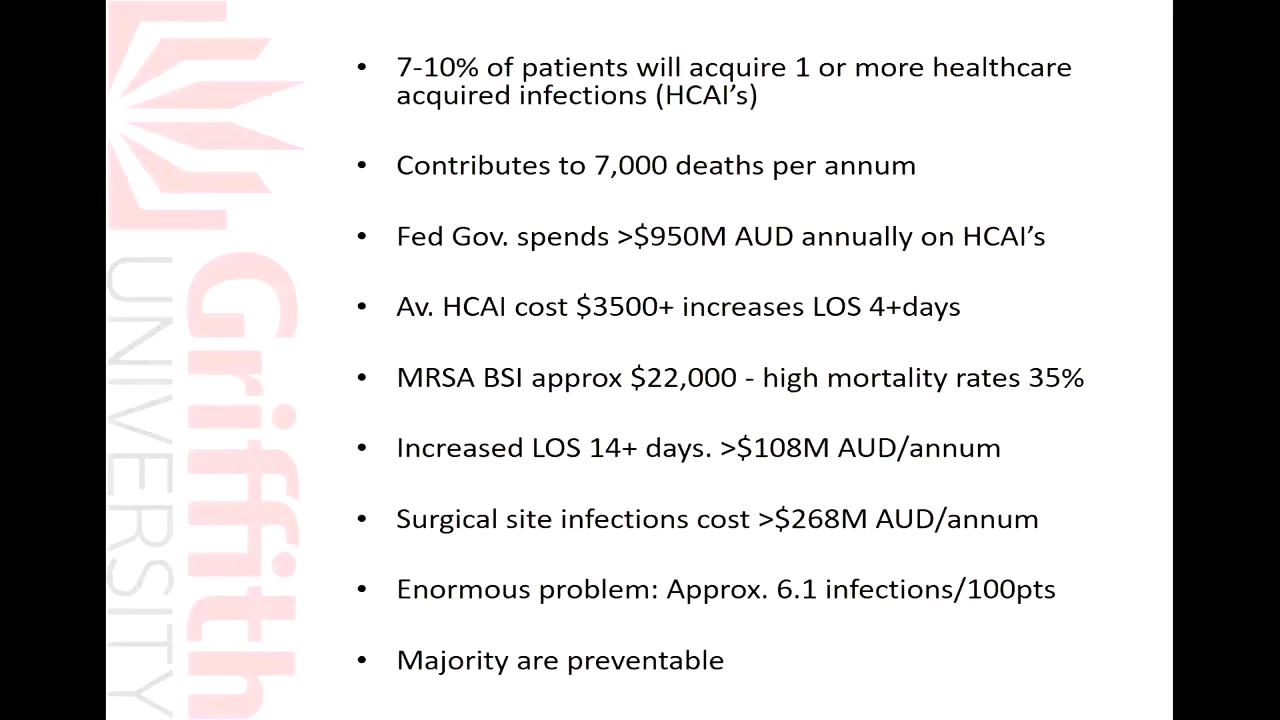 • 7-10% of patients will acquire 1 or more healthcare
acquired infections (HCAI’s)
• Contributes to 7,000 deaths per annum
• Fed Gov. spends >$950M AUD annually on HCAI’s
• Av. HCAI cost $3500+ increases LOS 4+days
• MRSA BSI approx $22,000 - high mortality rates 35%
• Increased LOS 14+ days. >$108M AUD/annum
• Surgical site infections cost >$268M AUD/annum
• Enormous problem: Approx. 6.1 infections/100pts
• Majority are preventable
Griffith
UNIVERSITY